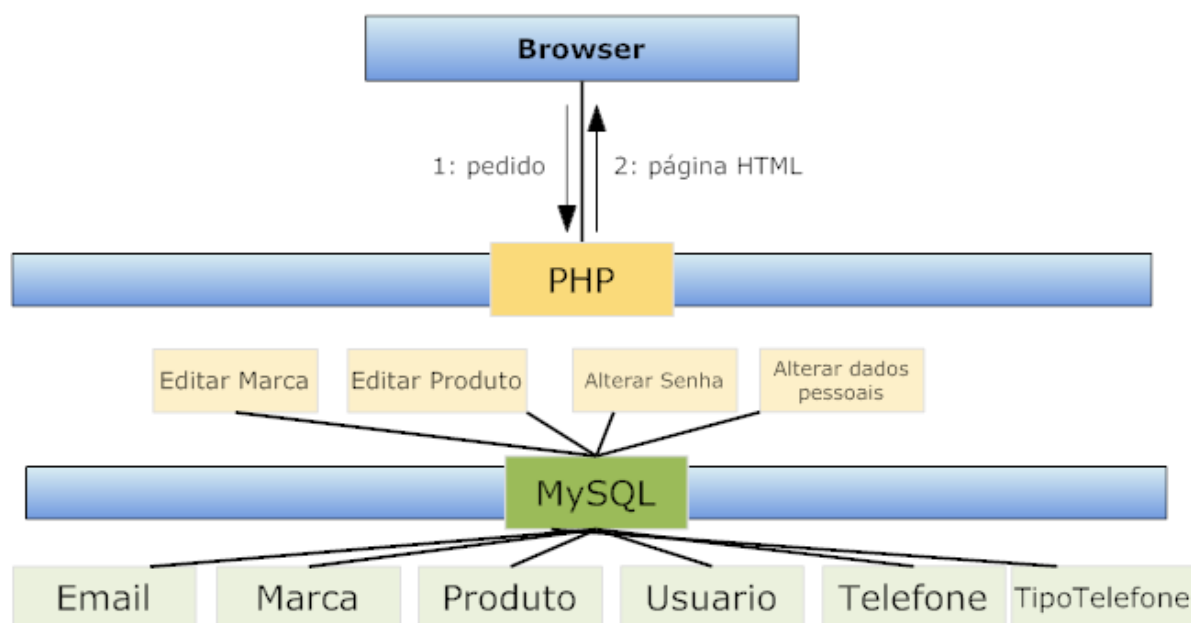 Browser
1: pedido
2: página HTML
PHP
Editar Marca
Editar Produto
Alterar Senha
Alterar dados
pessoais
MySQL
Email
Marca
Produto
Usuario
Telefone
TipoTelefone